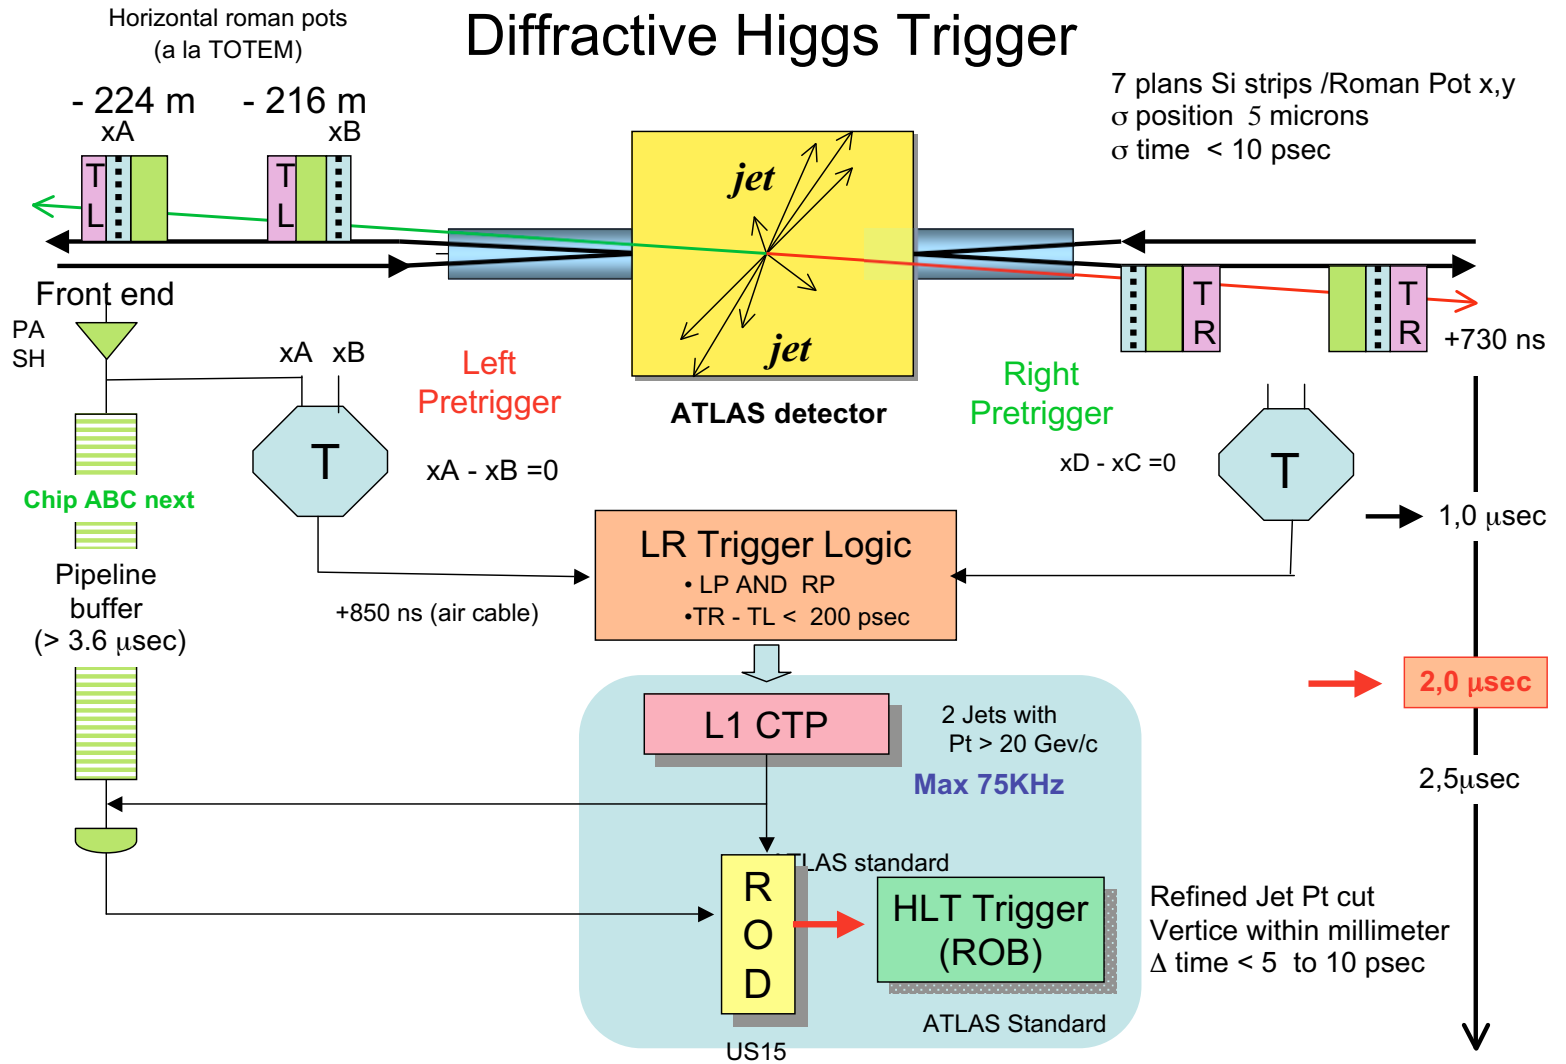 Horizontal roman pots
(a la TOTEM)
Diffractive Higgs Trigger
- 224 m
- 216 m
xA
xB
7 plans Si strips /Roman Pot x,y
σ position 5 microns
σ time < 10 psec
T
L
T
L
jet
jet
T
R
T
R
+730 ns
Front end
PA
SH
xA
xB
Left
Pretrigger
ATLAS detector
Right
Pretrigger
T
xA - xB =0
xD - xC =0
T
Chip ABC next
1,0 μsec
LR Trigger Logic
• LP AND RP
•TR - TL < 200 psec
Pipeline
buffer
(> 3.6 μsec)
+850 ns (air cable)
2,0 μsec
L1 CTP
2 Jets with
Pt > 20 Gev/c
Max 75KHz
2,5μsec
ATLAS standard
R
O
D
HLT Trigger
(ROB)
Refined Jet Pt cut
Vertice within millimeter
Δ time < 5 to 10 psec
ATLAS Standard
US15